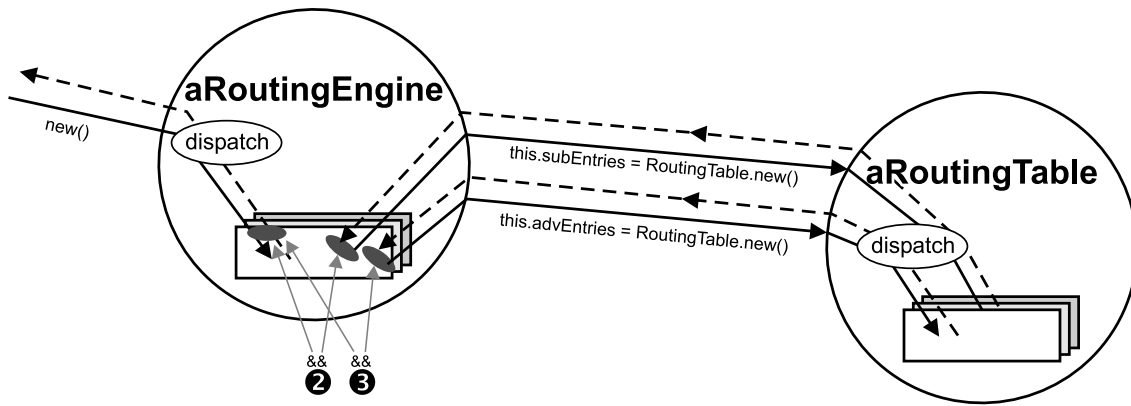 aRoutingEngine
new()
dispatch
this.subEntries = RoutingTable.new()
this.advEntries = RoutingTable.new()
aRoutingTable
dispatch
&& &&
2 3